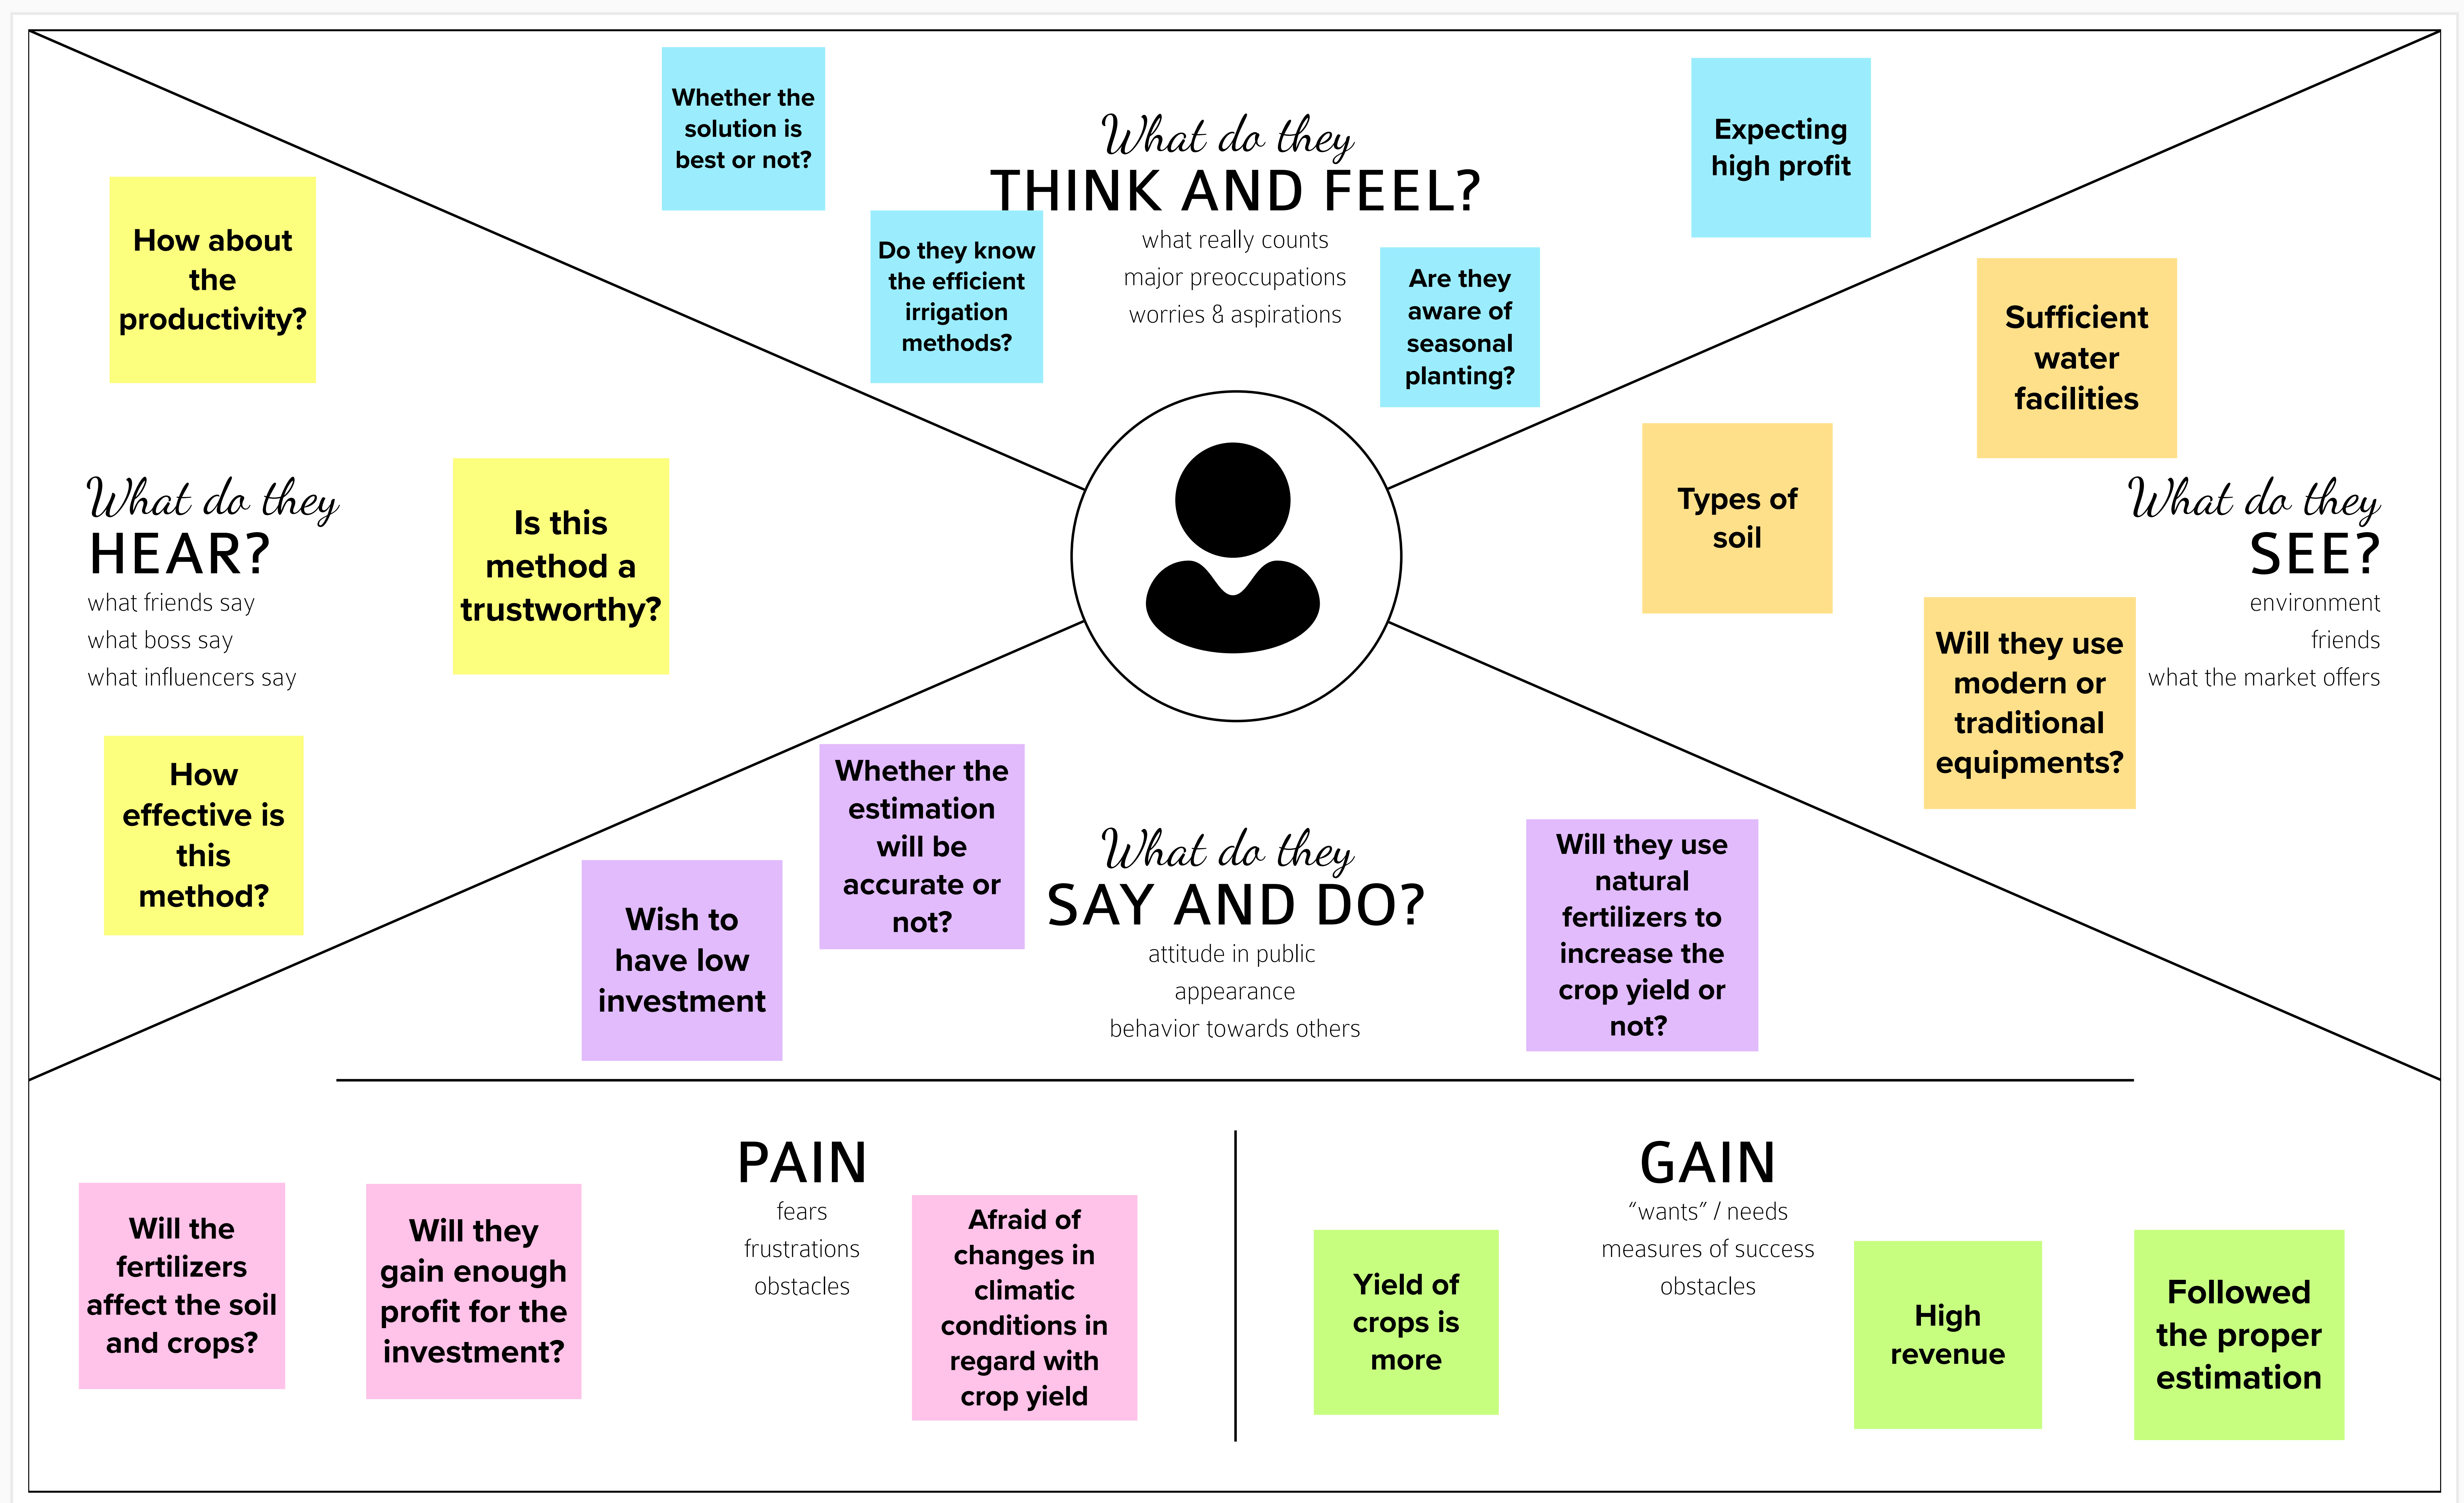 What do they
THINK AND FEEL?
what really counts
major preoccupations
worries & aspirations
Whether the
solution is
best or not?
Do they know
the efficient
irrigation
methods?
Are they
aware of
seasonal
planting?
Expecting
high profit
What do they
HEAR?
what friends say
what boss say
what influencers say
How about
the
productivity?
Is this
method a
trustworthy?
How
effective is
this
method?
What do they
SEE?
environment
friends
what the market offers
Sufficient
water
facilities
Types of
soil
Will they use
modern or
traditional
equipments?
What do they
SAY AND DO?
attitude in public
appearance
behavior towards others
Whether the
estimation
will be
accurate or
not?
Wish to
have low
investment
Will they use
natural
fertilizers to
increase the
crop yield or
not?
PAIN
fears
frustrations
obstacles
Will the
fertilizers
affect the soil
and crops?
Will they
gain enough
profit for the
investment?
Afraid of
changes in
climatic
conditions in
regard with
crop yield
GAIN
“wants” / needs
measures of success
obstacles
Yield of
crops is
more
High
revenue
Followed
the proper
estimation